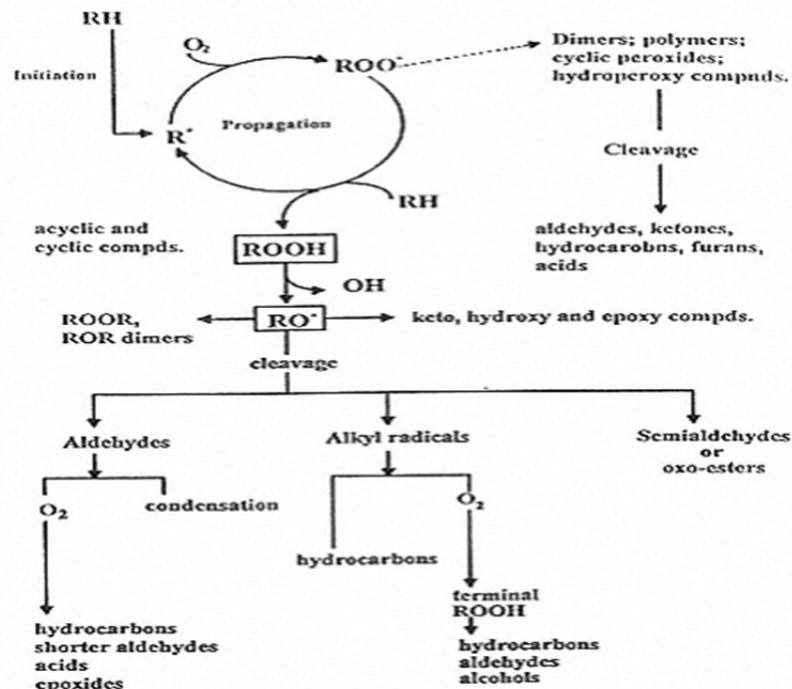 RH
O2
ROO•
Dimers; polymers;
cyclic peroxides;
hydroperoxy compnds.
Initiation
R•
Propagation
Cleavage
RH
acyclic and
cyclic compds.
ROOH
aldehydes, ketones,
hydrocarobns, furans,
acids
OH
ROOR,
ROR dimers
RO•
keto, hydroxy and epoxy compds.
cleavage
Aldehydes
Alkyl radicals
Semialdehydes
or
oxo-esters
O2
condensation
O2
hydrocarbons
terminal
ROOH
hydrocarbons
shorter aldehydes
acids
epoxides
hydrocarbons
aldehydes
alcohols